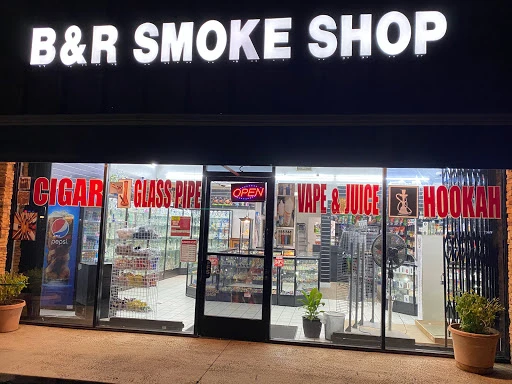 B&R SMOKE SHOP
CIGAR
GLASS PIPE
OPEN
VAPE & JUICE
HOOKAH
pepsi